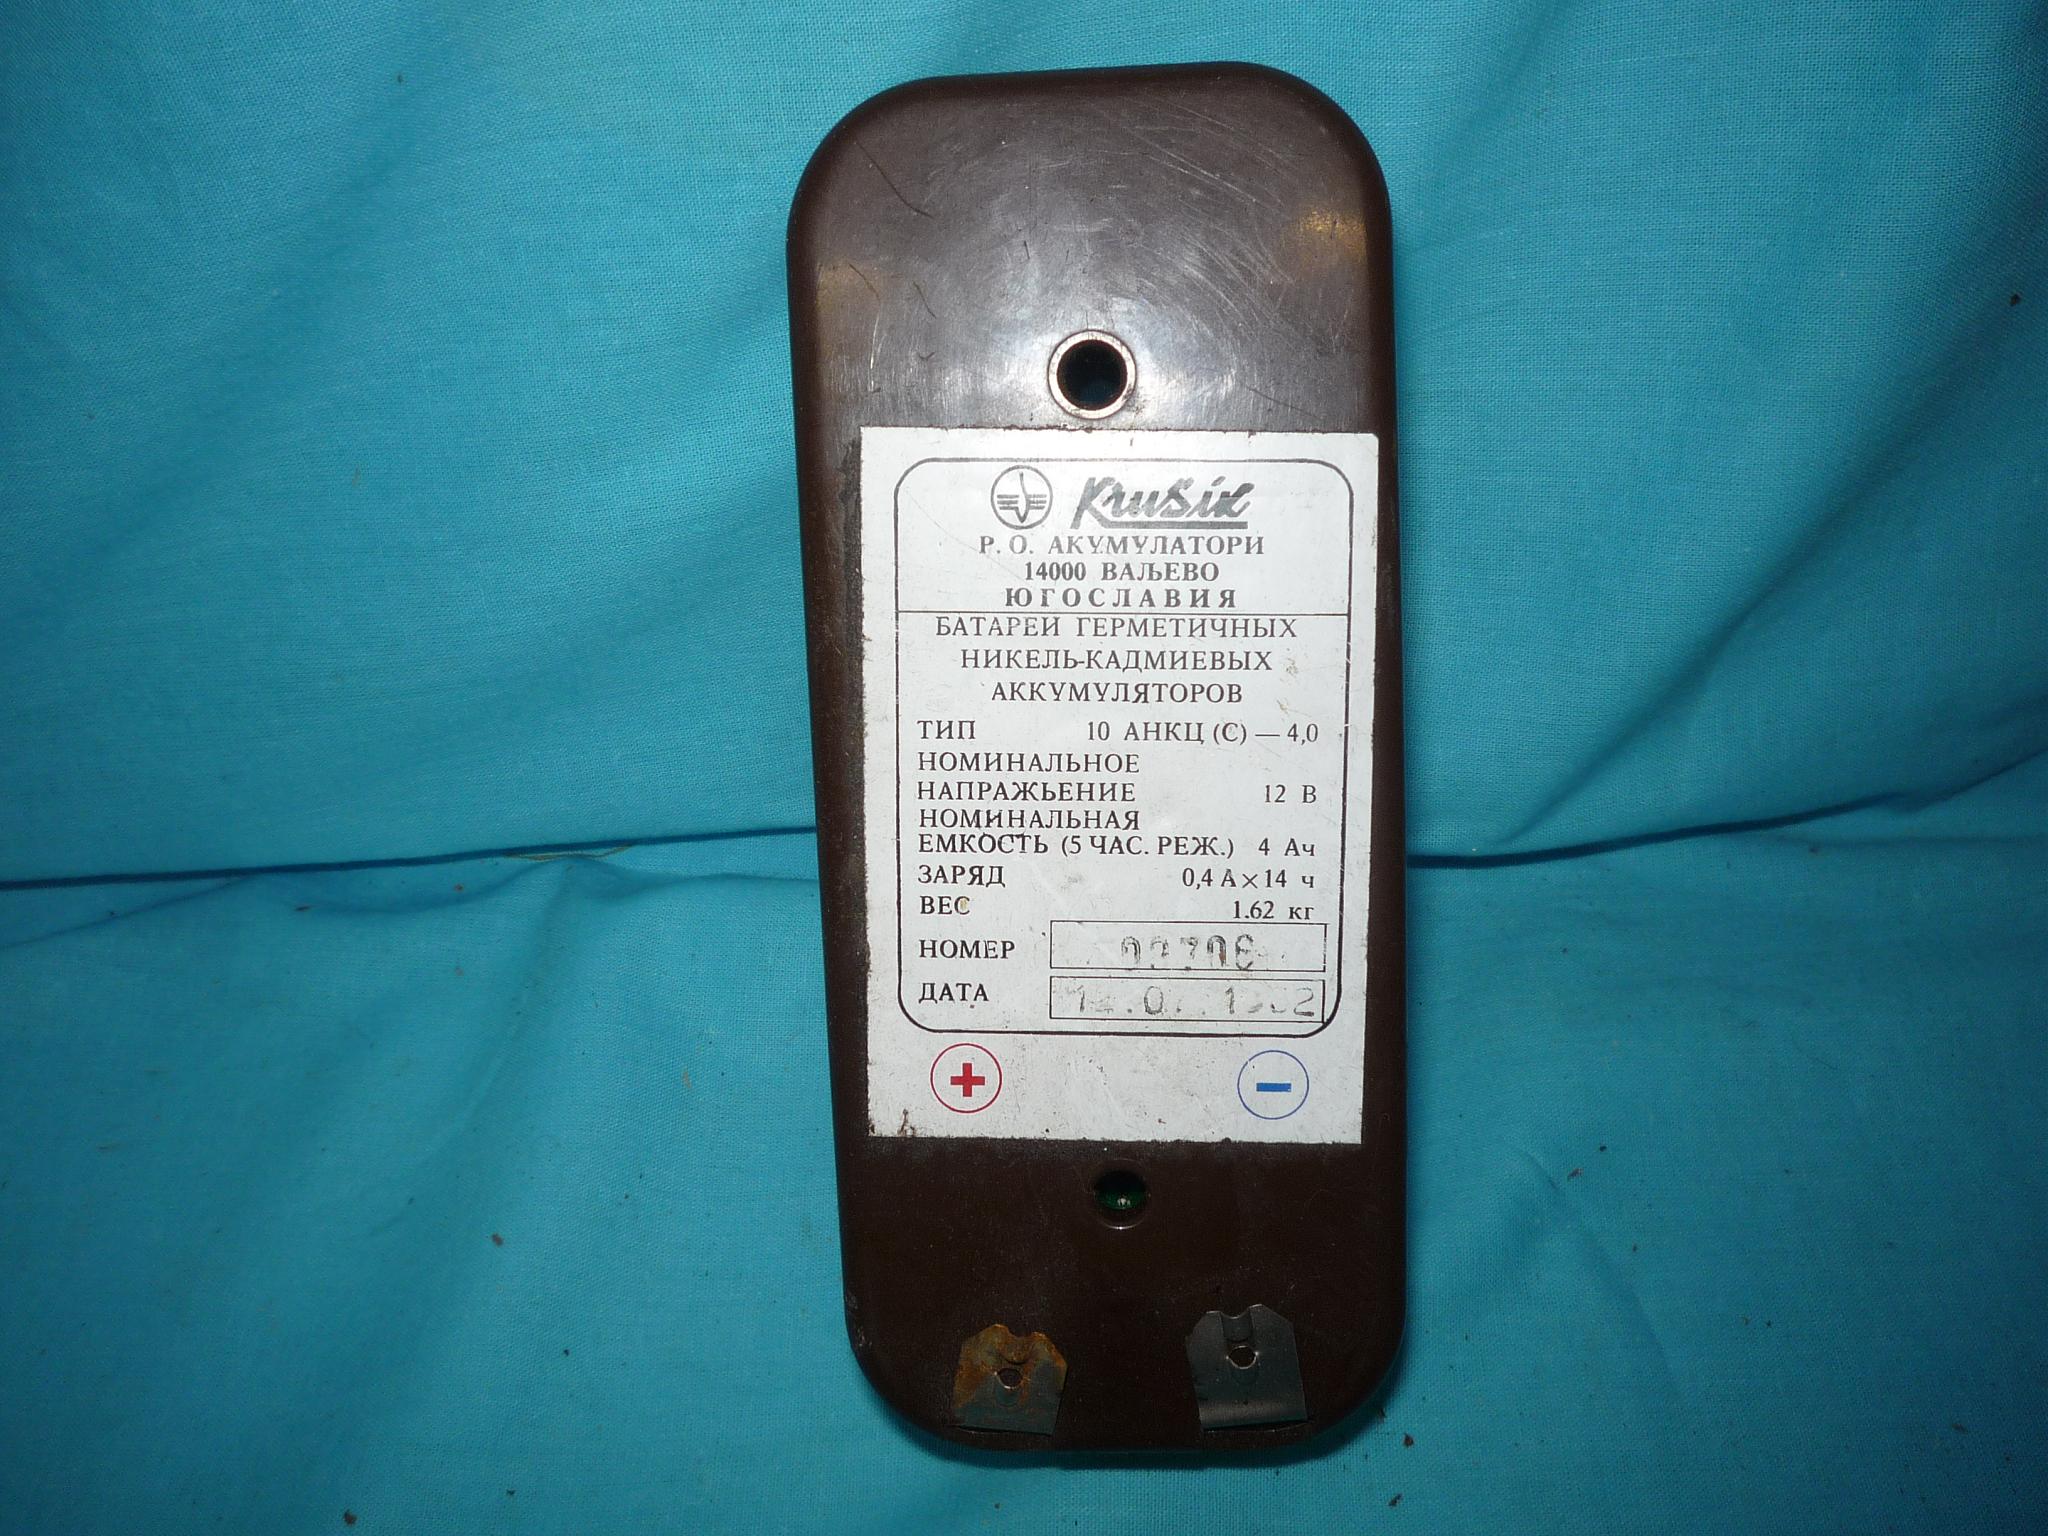 Krušik
Р. О. АКУМУЛАТОРИ
14000 ВАЉЕВО
ЮГОСЛАВИЯ
БАТАРЕИ ГЕРМЕТИЧНЫХ
НИКЕЛЬ-КАДМИЕВЫХ
АККУМУЛЯТОРОВ
ТИП 10 АНКЦ (С) — 4,0
НОМИНАЛЬНОЕ
НАПРАЖЬЕНИЕ 12 В
НОМИНАЛЬНАЯ
ЕМКОСТЬ (5 ЧАС. РЕЖ.) 4 Ач
ЗАРЯД 0,4 А×14 ч
ВЕС 1.62 кг
НОМЕР
ДАТА
+ −